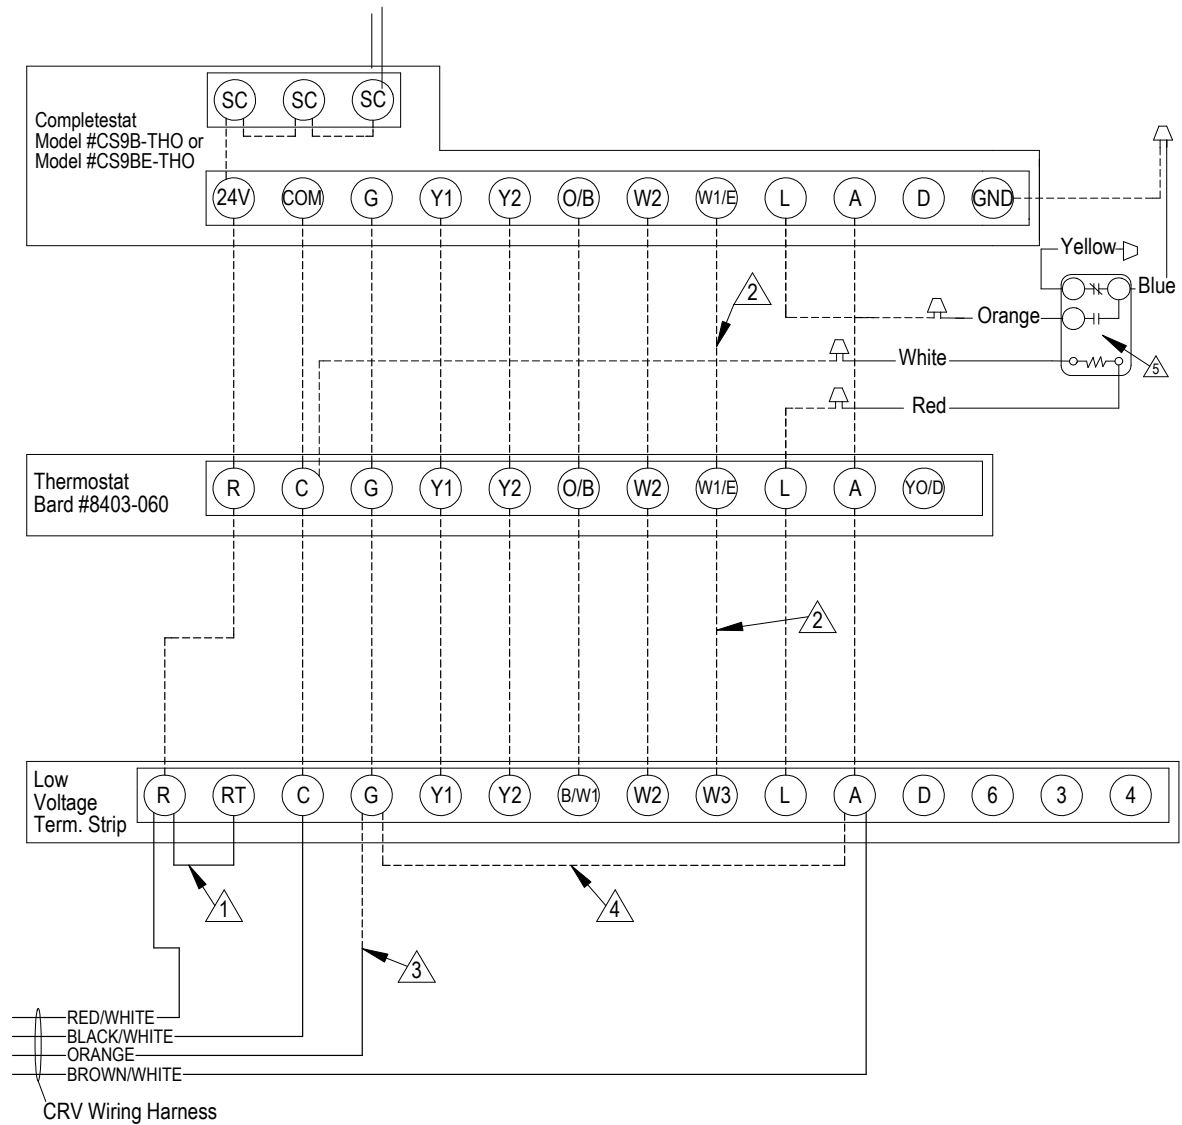 SC SC SC
Completestat
Model #CS9B-THO or
Model #CS9BE-THO
24V COM G Y1 Y2 O/B W2 W1/E L A D GND
Yellow
Blue
2
Orange
White
5
Red
Thermostat
Bard #8403-060
R C G Y1 Y2 O/B W2 W1/E L A YO/D
2
Low
Voltage
Term. Strip
R RT C G Y1 Y2 B/W1 W2 W3 L A D 6 3 4
1
4
3
RED/WHITE
BLACK/WHITE
ORANGE
BROWN/WHITE
CRV Wiring Harness